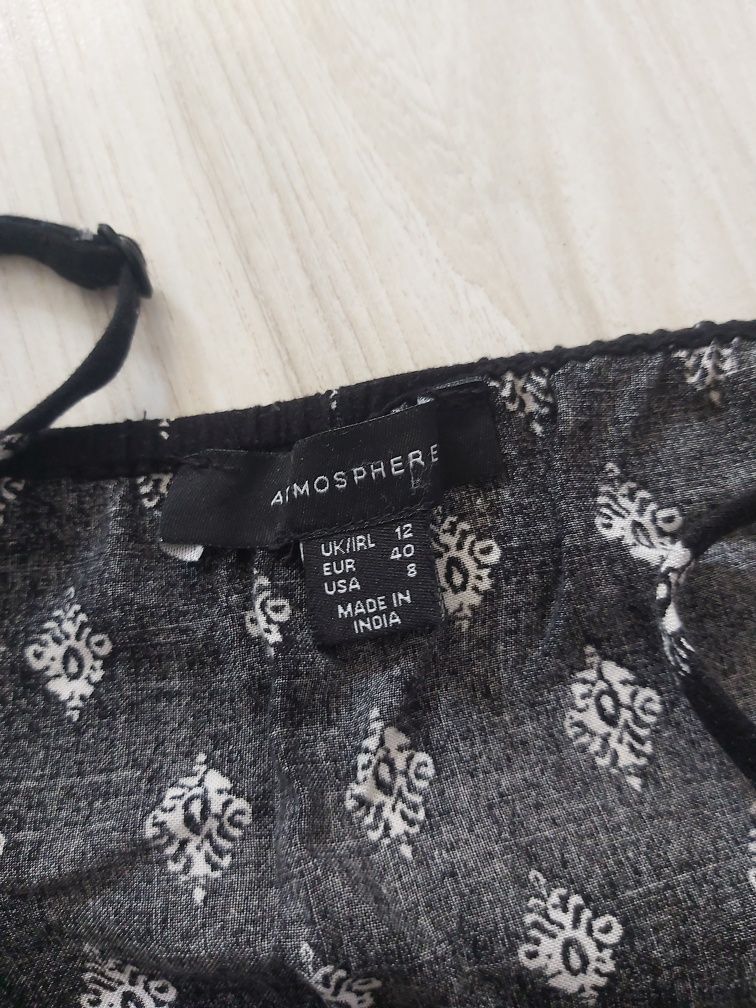 ATMOSPHERE
UK/IRL 12
EUR 40
USA 8
MADE IN
INDIA